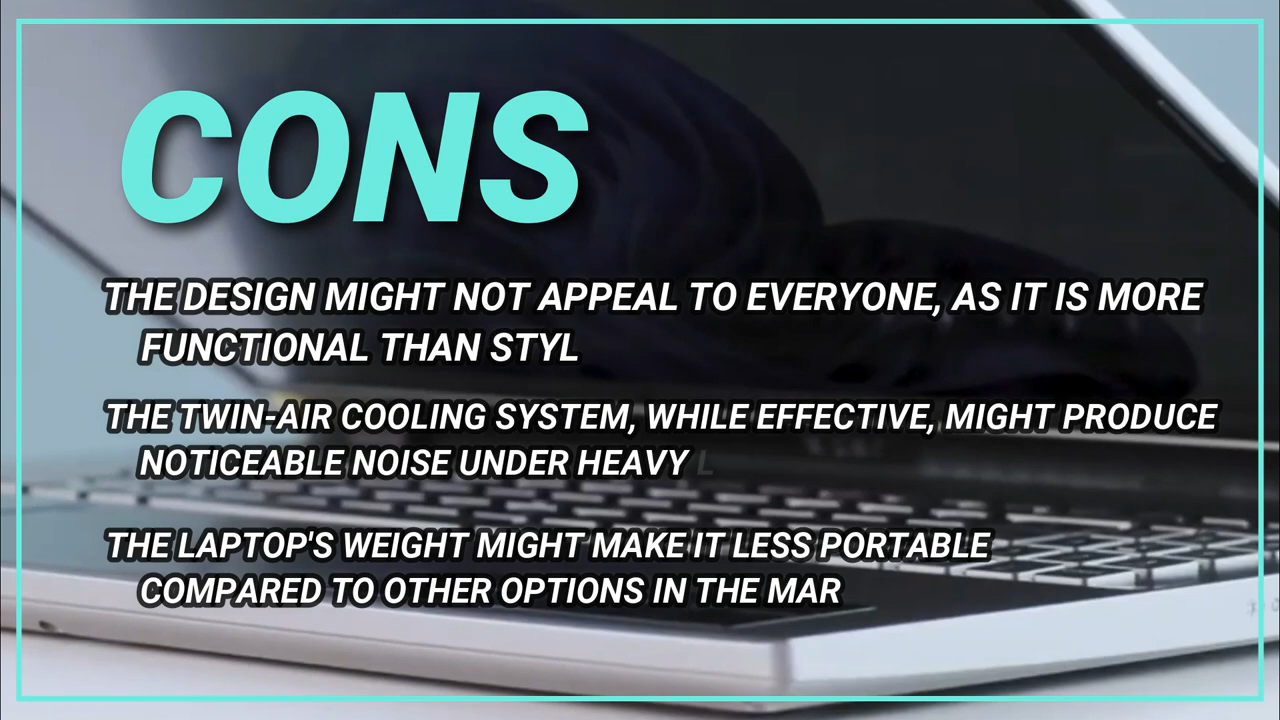 CONS
THE DESIGN MIGHT NOT APPEAL TO EVERYONE, AS IT IS MORE
FUNCTIONAL THAN STYL
THE TWIN-AIR COOLING SYSTEM, WHILE EFFECTIVE, MIGHT PRODUCE
NOTICEABLE NOISE UNDER HEAVY L
THE LAPTOP'S WEIGHT MIGHT MAKE IT LESS PORTABLE
COMPARED TO OTHER OPTIONS IN THE MAR